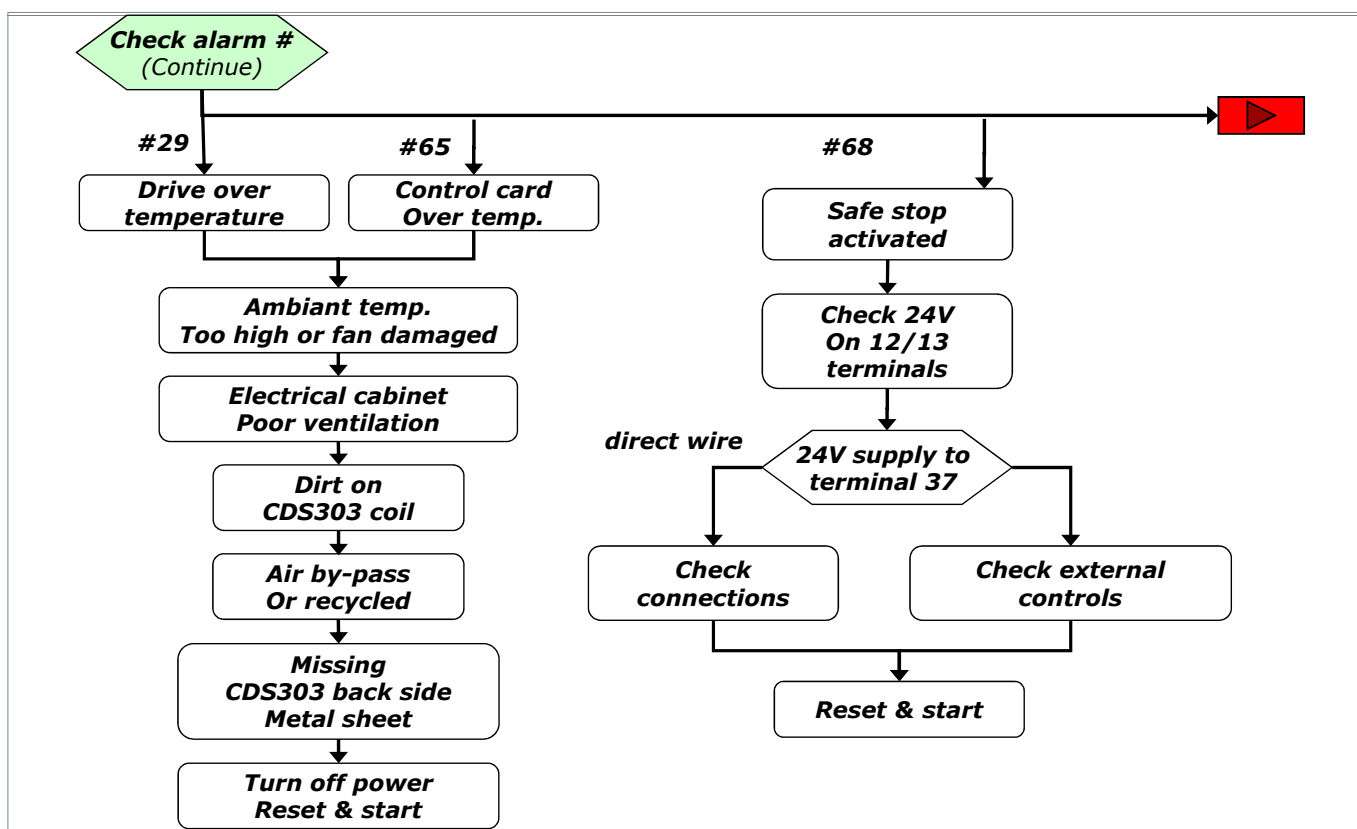 Check alarm #
(Continue)
#29
#65
#68
Drive over
temperature
Control card
Over temp.
Ambiant temp.
Too high or fan damaged
Electrical cabinet
Poor ventilation
Dirt on
CDS303 coil
Air by-pass
Or recycled
Missing
CDS303 back side
Metal sheet
Turn off power
Reset & start
Safe stop
activated
Check 24V
On 12/13
terminals
direct wire
24V supply to
terminal 37
Check
connections
Check external
controls
Reset & start